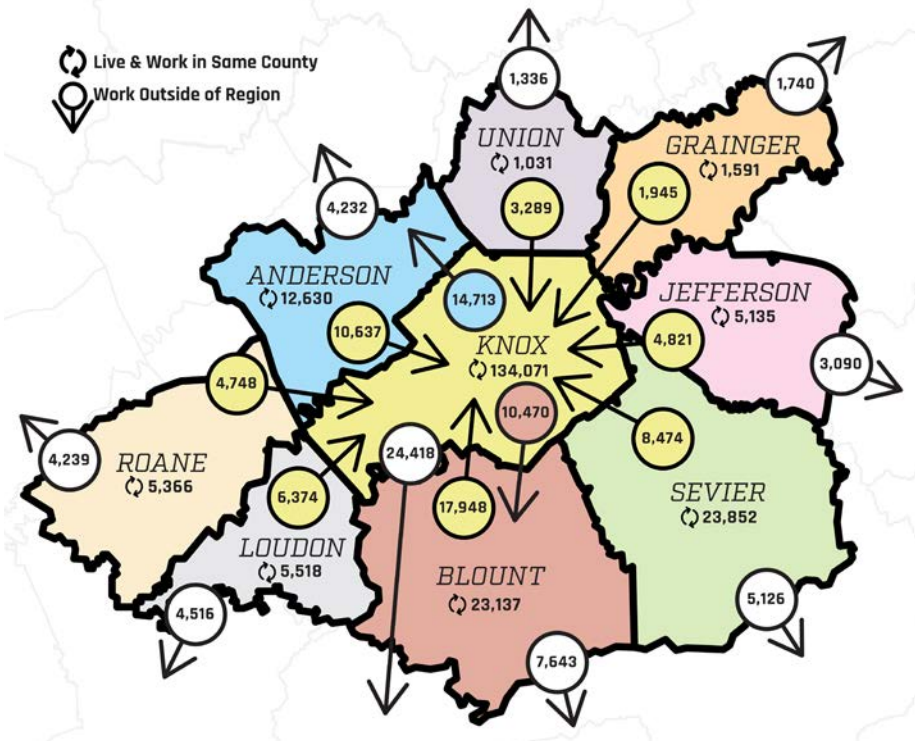 Live & Work in Same County
Work Outside of Region
1,336
1,740
UNION
1,031
GRAINGER
1,591
3,289
1,945
4,232
ANDERSON
12,630
14,713
JEFFERSON
5,135
10,637
KNOX
134,071
4,821
3,090
4,748
10,470
8,474
4,239
ROANE
5,366
24,418
6,374
17,948
SEVIER
23,852
LOUDON
5,518
BLOUNT
23,137
4,516
5,126
7,643